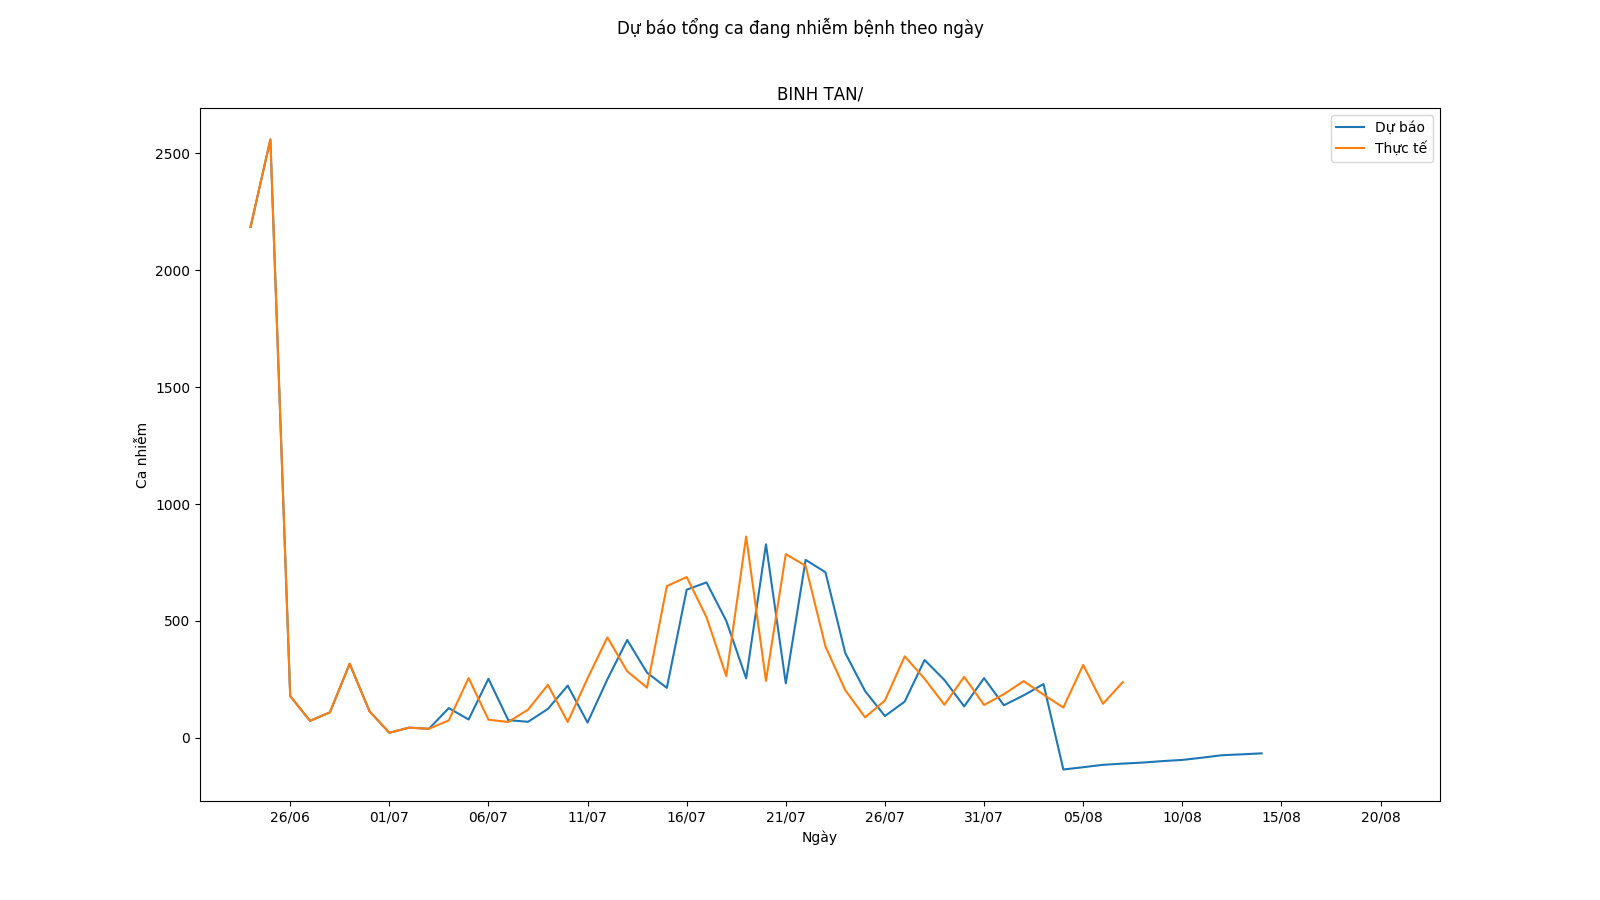 Dự báo tổng ca đang nhiễm bệnh theo ngày
BINH TAN/
Dự báo
Thực tế
Ca nhiễm
2500
2000
1500
1000
500
0
26/06 01/07 06/07 11/07 16/07 21/07 26/07 31/07 05/08 10/08 15/08 20/08
Ngày